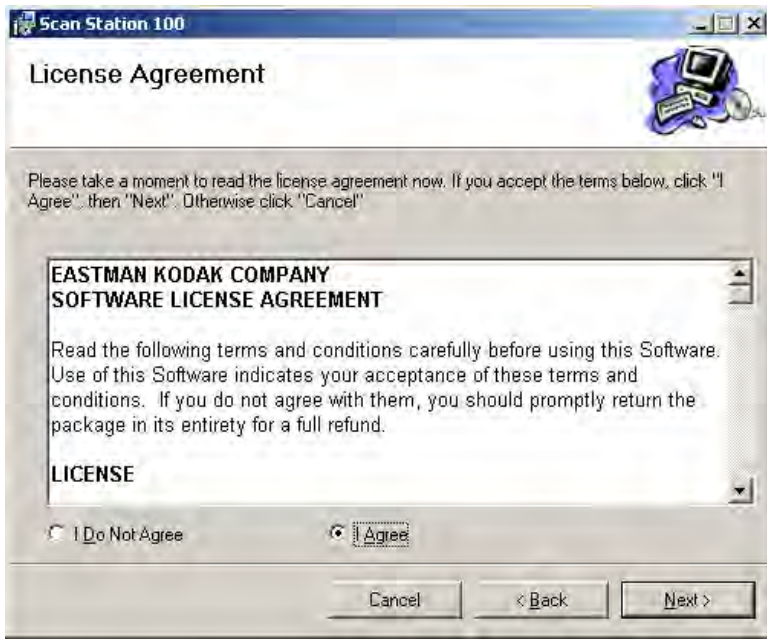 Scan Station 100
License Agreement
Please take a moment to read the license agreement now. If you accept the terms below, click "I
Agree", then "Next". Otherwise click "Cancel"
EASTMAN KODAK COMPANY
SOFTWARE LICENSE AGREEMENT
Read the following terms and conditions carefully before using this Software.
Use of this Software indicates your acceptance of these terms and
conditions. If you do not agree with them, you should promptly return the
package in its entirety for a full refund.
LICENSE
I Do Not Agree
I Agree
Cancel
< Back
Next >